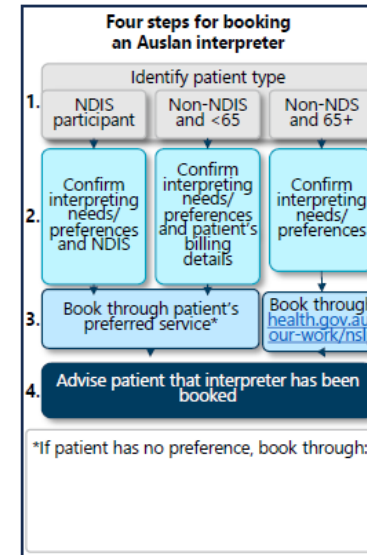 Four steps for booking
an Auslan interpreter
Identify patient type
1.
NDIS
participant
Non-NDIS
and <65
Non-NDS
and 65+
2.
Confirm
interpreting
needs/
preferences
and NDIS
Confirm
interpreting
needs/
preferences
and patient's
billing
details
Confirm
interpreting
needs/
preferences
3.
Book through patient's
preferred service*
Book through
health.gov.au
our-work/nsl
4.
Advise patient that interpreter has been
booked
*If patient has no preference, book through: